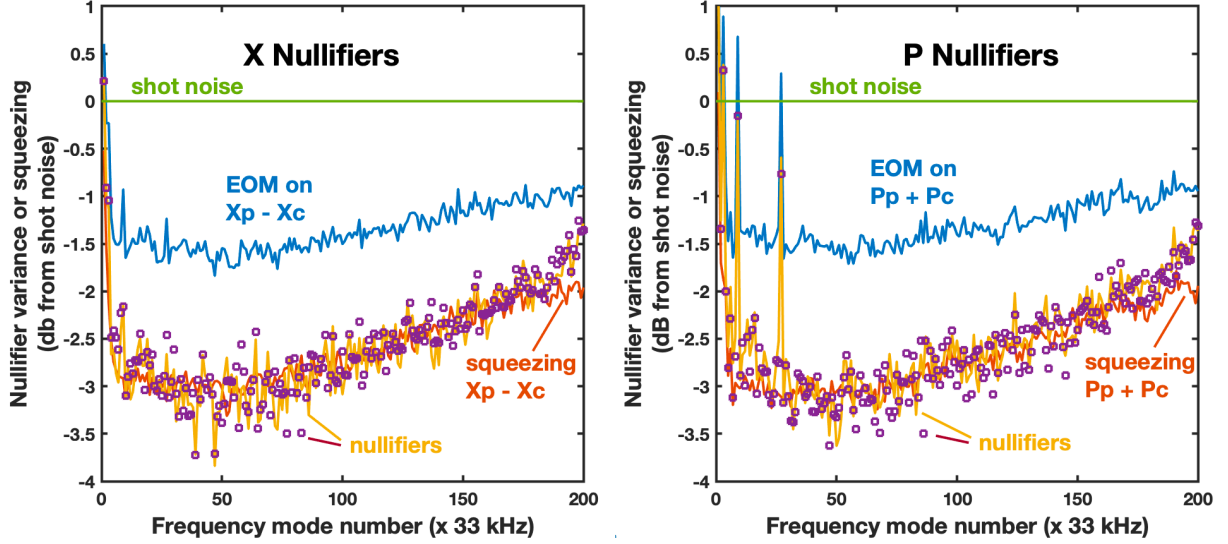 X Nullifiers
shot noise
EOM on
Xp - Xc
squeezing
Xp - Xc
nullifiers
Nullifier variance or squeezing
(db from shot noise)
1
0.5
0
-0.5
-1
-1.5
-2
-2.5
-3
-3.5
-4
0 50 100 150 200
Frequency mode number (x 33 kHz)
P Nullifiers
shot noise
EOM on
Pp + Pc
squeezing
Pp + Pc
nullifiers
Nullifier variance or squeezing
(dB from shot noise)
1
0.5
0
-0.5
-1
-1.5
-2
-2.5
-3
-3.5
-4
0 50 100 150 200
Frequency mode number (x 33 kHz)